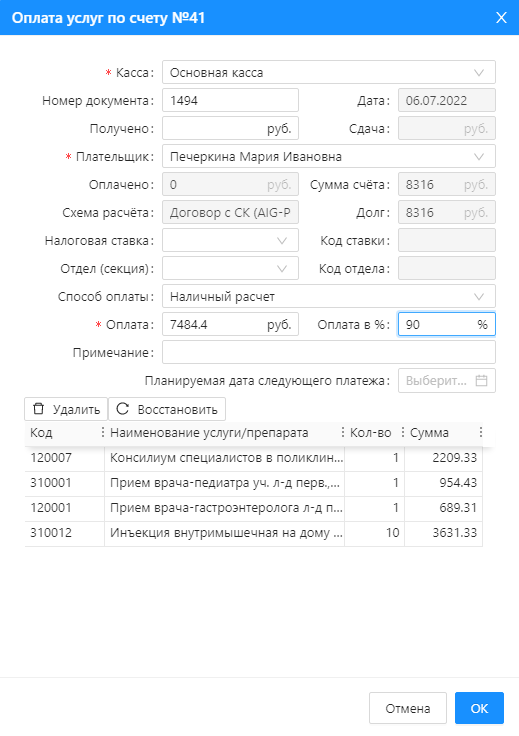 Оплата услуг по счету №41
* Касса: Основная касса
Номер документа: 1494 Дата: 06.07.2022
Получено: руб. Сдача: руб.
* Плательщик: Печеркина Мария Ивановна
Оплачено: 0 руб. Сумма счёта: 8316 руб.
Схема расчёта: Договор с СК (AIG-P Долг: 8316 руб.
Налоговая ставка: Код ставки:
Отдел (секция): Код отдела:
Способ оплаты: Наличный расчет
* Оплата: 7484.4 руб. Оплата в %: 90 %
Примечание:
Планируемая дата следующего платежа: Выберит...
Удалить Восстановить
Код Наименование услуги/препарата Кол-во Сумма
120007 Консилиум специалистов в поликлин... 1 2209.33
310001 Прием врача-педиатра уч. л-д перв.,... 1 954.43
120001 Прием врача-гастроэнтеролога л-д п... 1 689.31
310012 Инъекция внутримышечная на дому ... 10 3631.33
Отмена ОК